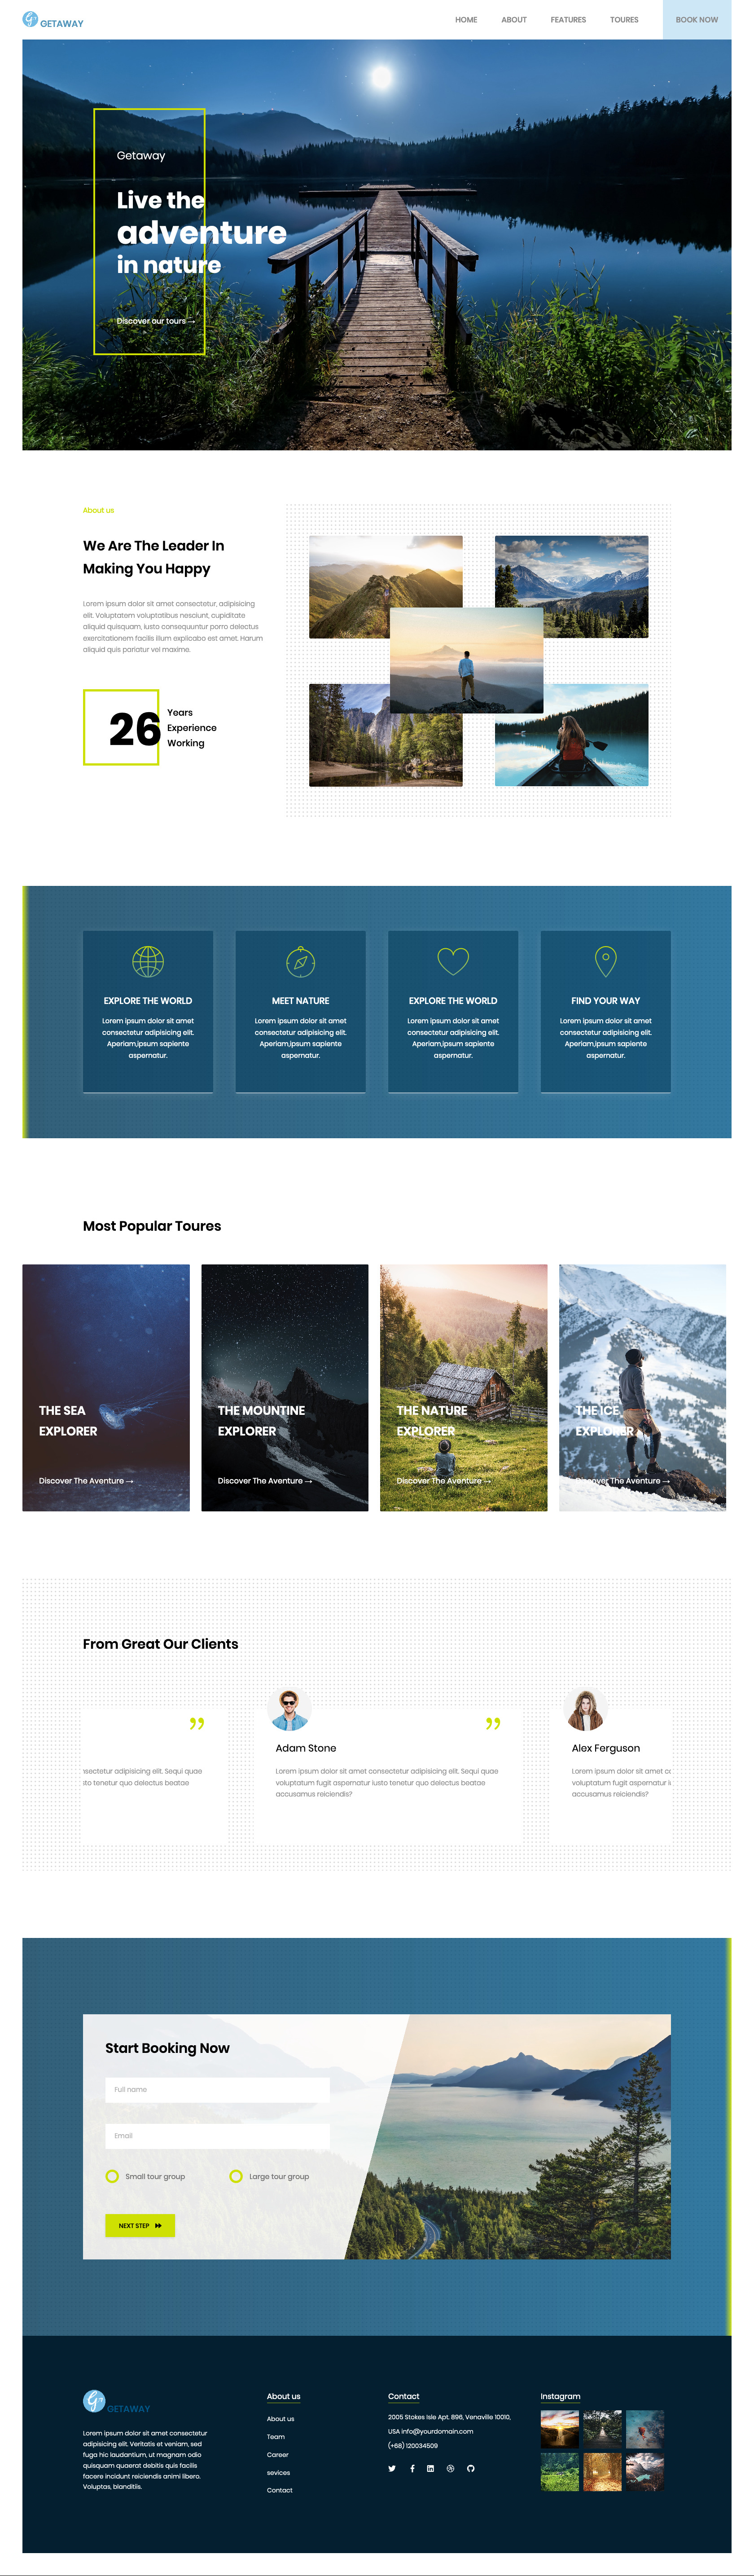 GETAWAY
HOME
ABOUT
FEATURES
TOURES
BOOK NOW
Getaway
Live the
adventure
in nature
Discover our tours →
About us
We Are The Leader In
Making You Happy
Lorem ipsum dolor sit amet consectetur, adipisicing
elit. Voluptatem voluptatibus nesciunt, cupiditate
aliquid quisquam, iusto consequuntur porro delectus
exercitationem facilis illum explicabo est amet. Harum
aliquid quis pariatur vel maxime.
26
Years
Experience
Working
EXPLORE THE WORLD
Lorem ipsum dolor sit amet
consectetur adipisicing elit.
Aperiam,ipsum sapiente
aspernatur.
MEET NATURE
Lorem ipsum dolor sit amet
consectetur adipisicing elit.
Aperiam,ipsum sapiente
aspernatur.
EXPLORE THE WORLD
Lorem ipsum dolor sit amet
consectetur adipisicing elit.
Aperiam,ipsum sapiente
aspernatur.
FIND YOUR WAY
Lorem ipsum dolor sit amet
consectetur adipisicing elit.
Aperiam,ipsum sapiente
aspernatur.
Most Popular Toures
THE SEA
EXPLORER
Discover The Aventure →
THE MOUNTINE
EXPLORER
Discover The Aventure →
THE NATURE
EXPLORER
Discover The Aventure →
THE ICE
EXPLORER
Discover The Aventure →
From Great Our Clients
”
nsectetur adipisicing elit. Sequi quae
sto tenetur quo delectus beatae
”
Adam Stone
Lorem ipsum dolor sit amet consectetur adipisicing elit. Sequi quae
voluptatum fugit aspernatur iusto tenetur quo delectus beatae
accusamus reiciendis?
Alex Ferguson
Lorem ipsum dolor sit amet co
voluptatum fugit aspernatur i
accusamus reiciendis?
Start Booking Now
Full name
Email
Small tour group
Large tour group
NEXT STEP
GETAWAY
Lorem ipsum dolor sit amet consectetur
adipisicing elit. Veritatis et veniam, sed
fuga hic laudantium, ut magnam odio
quisquam quaerat debitis quis facilis
facere incidunt reiciendis animi libero.
Voluptas, blanditiis.
About us
About us
Team
Career
sevices
Contact
Contact
2005 Stokes Isle Apt. 896, Venaville 10010,
USA info@yourdomain.com
(+68) 120034509
Instagram